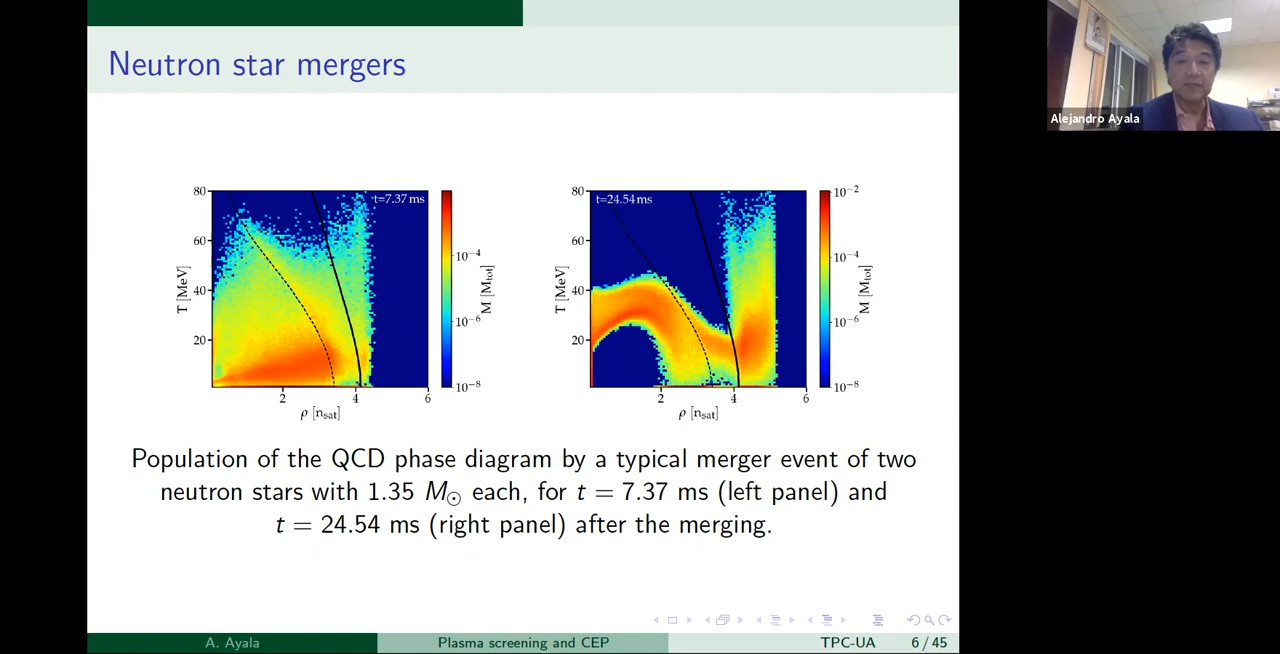 Neutron star mergers
Alejandro Ayala
80
60
40
20
T [MeV]
t=7.37 ms
2
4
6
ρ [n_sat]
10⁻⁴
10⁻⁶
10⁻⁸
M [M_tot]
80
60
40
20
T [MeV]
t=24.54 ms
2
4
6
ρ [n_sat]
10⁻²
10⁻⁴
10⁻⁶
10⁻⁸
M [M_tot]
Population of the QCD phase diagram by a typical merger event of two
neutron stars with 1.35 M⊙ each, for t = 7.37 ms (left panel) and
t = 24.54 ms (right panel) after the merging.
A. Ayala
Plasma screening and CEP
TPC-UA
6 / 45